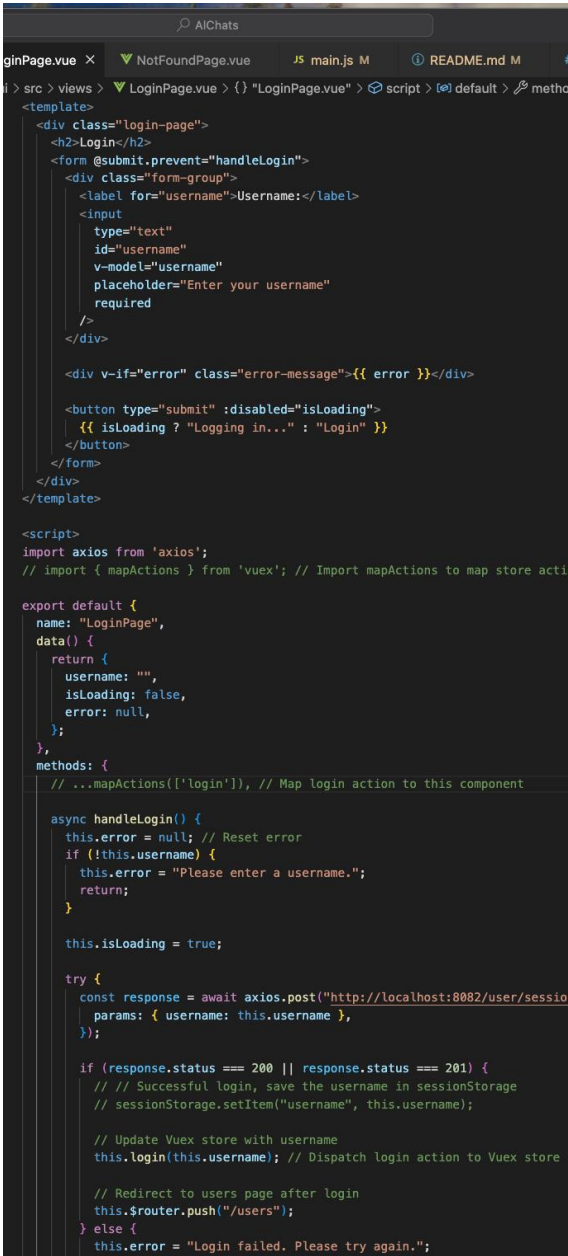 AIChats
ginPage.vue × NotFoundPage.vue JS main.js M README.md M
i > src > views > LoginPage.vue > {} "LoginPage.vue" > script > default >
<template>
<div class="login-page">
<h2>Login</h2>
<form @submit.prevent="handleLogin">
<div class="form-group">
<label for="username">Username:</label>
<input
type="text"
id="username"
v-model="username"
placeholder="Enter your username"
required
/>
</div>
<div v-if="error" class="error-message">{{ error }}</div>
<button type="submit" :disabled="isLoading">
{{ isLoading ? "Logging in..." : "Login" }}
</button>
</form>
</div>
</template>
<script>
import axios from 'axios';
// import { mapActions } from 'vuex'; // Import mapActions to map store acti
export default {
name: "LoginPage",
data() {
return {
username: "",
isLoading: false,
error: null,
};
},
methods: {
// ...mapActions(['login']), // Map login action to this component
async handleLogin() {
this.error = null; // Reset error
if (!this.username) {
this.error = "Please enter a username.";
return;
}
this.isLoading = true;
try {
const response = await axios.post("http://localhost:8082/user/sessio
params: { username: this.username },
});
if (response.status === 200 || response.status === 201) {
// // Successful login, save the username in sessionStorage
// sessionStorage.setItem("username", this.username);
// Update Vuex store with username
this.login(this.username); // Dispatch login action to Vuex store
// Redirect to users page after login
this.$router.push("/users");
} else {
this.error = "Login failed. Please try again.";